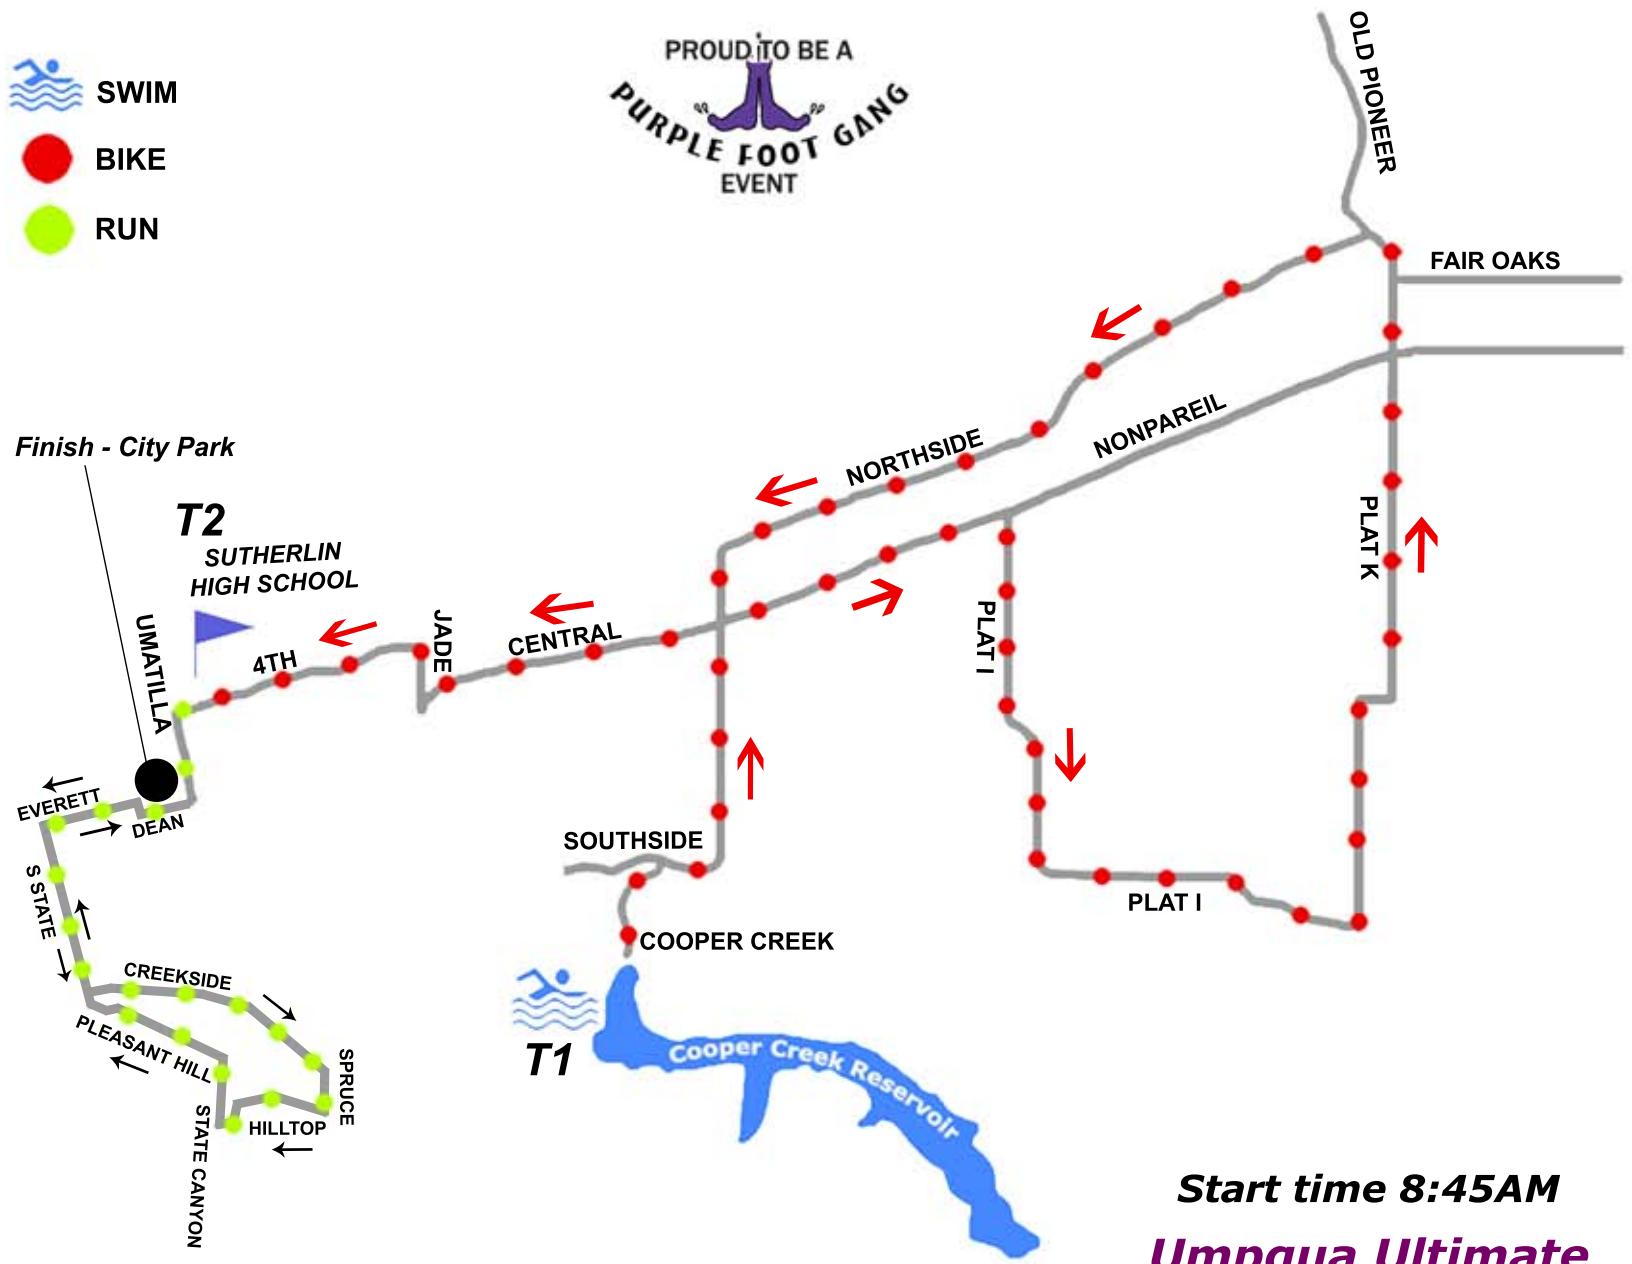 PROUD TO BE A
PURPLE FOOT GANG
EVENT
SWIM
BIKE
RUN
OLD PIONEER
FAIR OAKS
NORTHSIDE
NONPAREIL
Finish - City Park
T2
SUTHERLIN
HIGH SCHOOL
UMATILLA
4TH
JADE
CENTRAL
PLAT K
PLAT I
EVERETT
DEAN
SOUTHSIDE
S STATE
PLAT I
COOPER CREEK
CREEKSIDE
PLEASANT HILL
SPRUCE
T1
Cooper Creek Reservoir
HILLTOP
STATE CANYON
Start time 8:45AM
Umpqua Ultimate